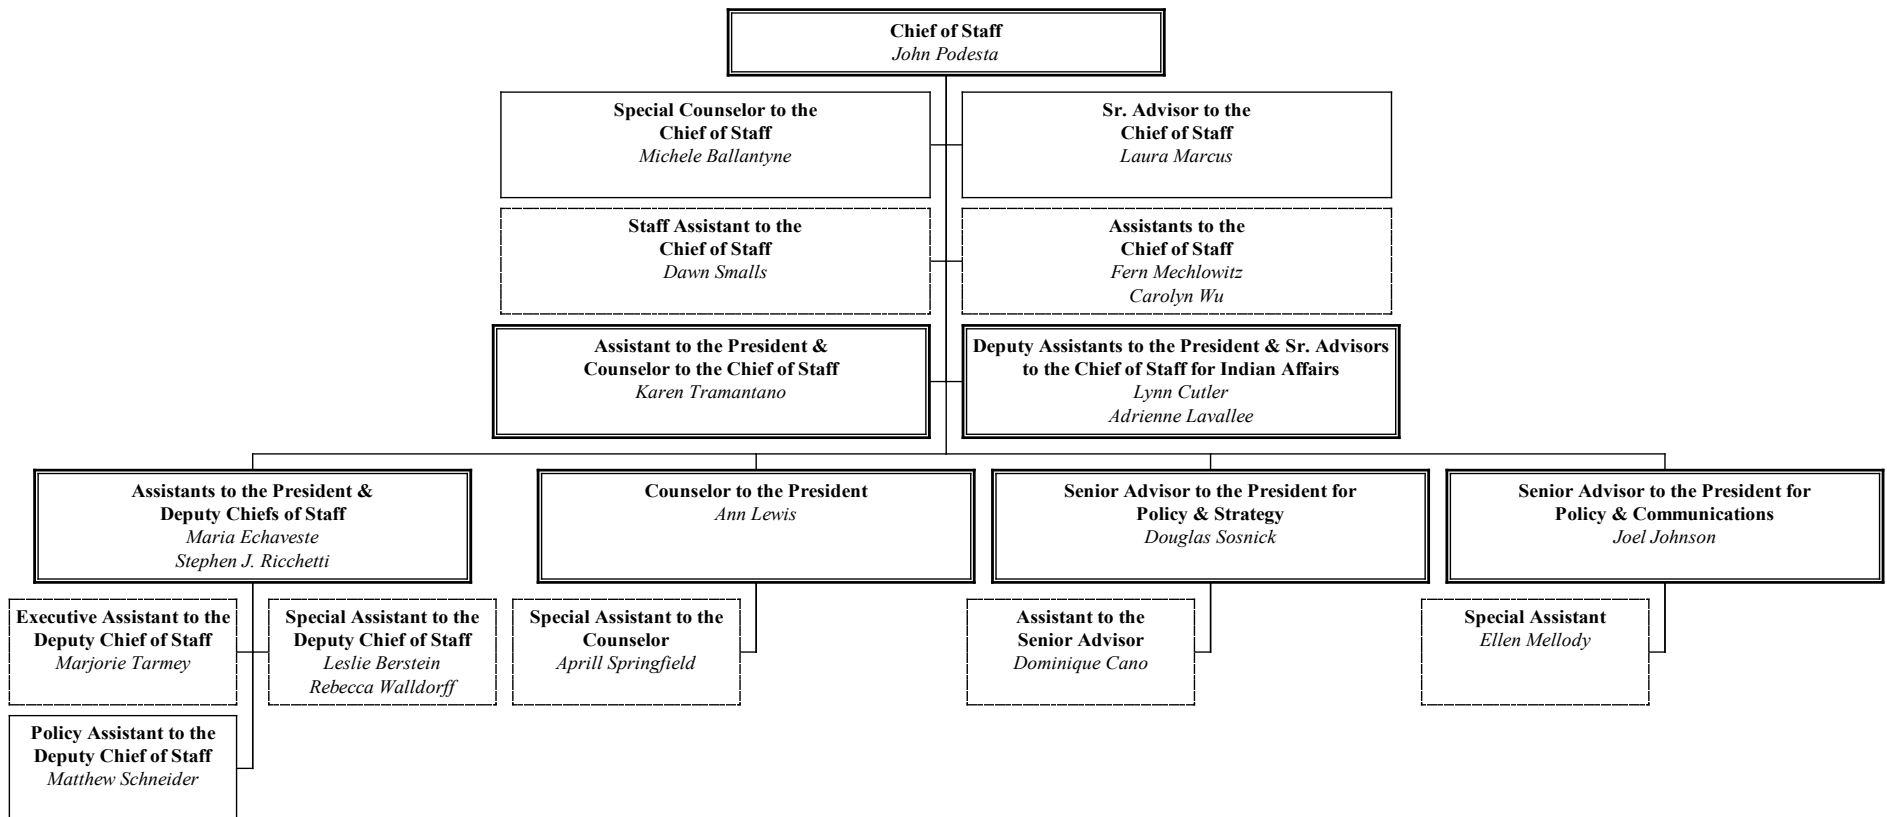 Chief of Staff
John Podesta
Special Counselor to the
Chief of Staff
Michele Ballantyne
Sr. Advisor to the
Chief of Staff
Laura Marcus
Staff Assistant to the
Chief of Staff
Dawn Smalls
Assistants to the
Chief of Staff
Fern Mechlowitz
Carolyn Wu
Assistant to the President &
Counselor to the Chief of Staff
Karen Tramantano
Deputy Assistants to the President & Sr. Advisors
to the Chief of Staff for Indian Affairs
Lynn Cutler
Adrienne Lavallee
Assistants to the President &
Deputy Chiefs of Staff
Maria Echaveste
Stephen J. Ricchetti
Counselor to the President
Ann Lewis
Senior Advisor to the President for
Policy & Strategy
Douglas Sosnick
Senior Advisor to the President for
Policy & Communications
Joel Johnson
Executive Assistant to the
Deputy Chief of Staff
Marjorie Tarmey
Special Assistant to the
Deputy Chief of Staff
Leslie Berstein
Rebecca Walldorff
Special Assistant to the
Counselor
Aprill Springfield
Assistant to the
Senior Advisor
Dominique Cano
Special Assistant
Ellen Mellody
Policy Assistant to the
Deputy Chief of Staff
Matthew Schneider